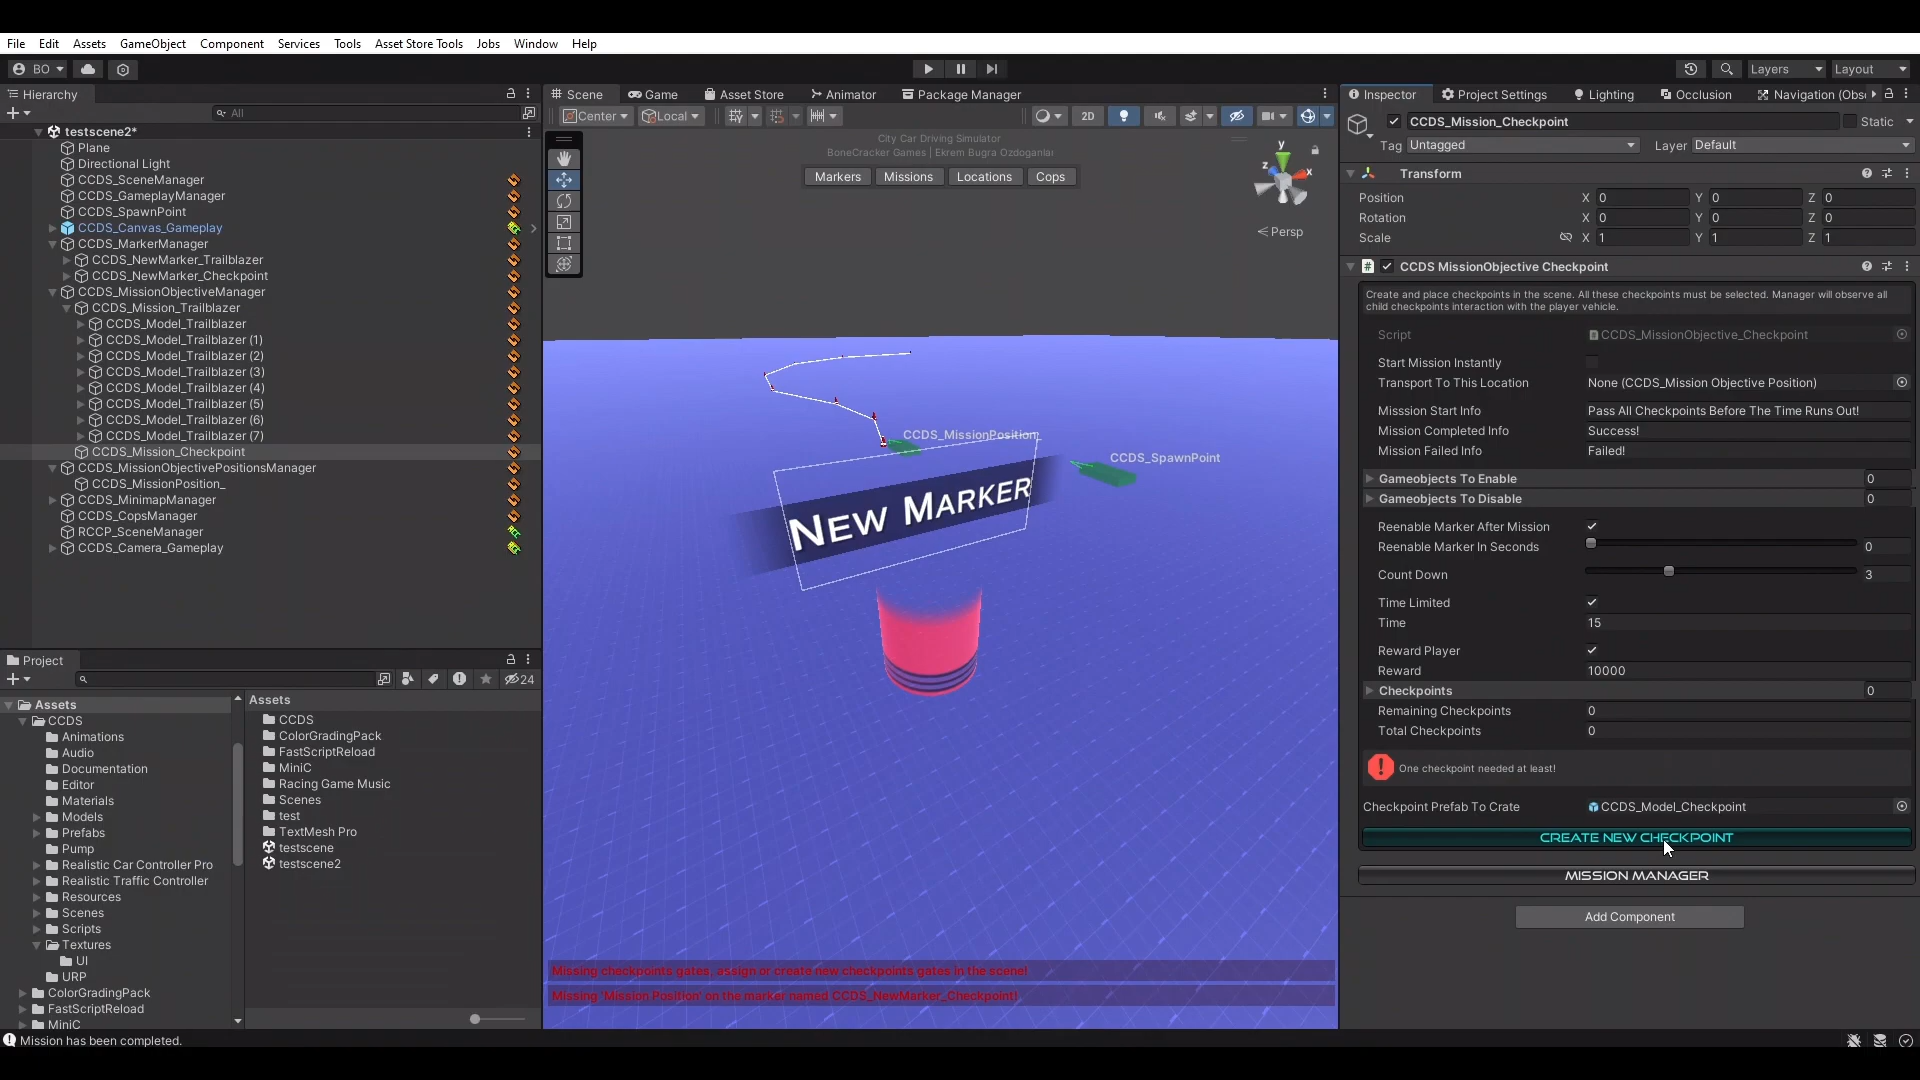 File Edit Assets GameObject Component Services Tools Asset Store Tools Jobs Window Help
BO
Layers Layout
Hierarchy
All
testscene2*
Plane
Directional Light
CCDS_SceneManager
CCDS_GameplayManager
CCDS_SpawnPoint
CCDS_Canvas_Gameplay
CCDS_MarkerManager
CCDS_NewMarker_Trailblazer
CCDS_NewMarker_Checkpoint
CCDS_MissionObjectiveManager
CCDS_Mission_Trailblazer
CCDS_Model_Trailblazer
CCDS_Model_Trailblazer (1)
CCDS_Model_Trailblazer (2)
CCDS_Model_Trailblazer (3)
CCDS_Model_Trailblazer (4)
CCDS_Model_Trailblazer (5)
CCDS_Model_Trailblazer (6)
CCDS_Model_Trailblazer (7)
CCDS_Mission_Checkpoint
CCDS_MissionObjectivePositionsManager
CCDS_MissionPosition_
CCDS_MinimapManager
CCDS_CopsManager
RCCP_SceneManager
CCDS_Camera_Gameplay
Project
24
Assets
CCDS
Animations
Audio
Documentation
Editor
Materials
Models
Prefabs
Pump
Realistic Car Controller Pro
Realistic Traffic Controller
Resources
Scenes
Scripts
Textures
UI
URP
ColorGradingPack
FastScriptReload
MiniC
Assets
CCDS
ColorGradingPack
FastScriptReload
MiniC
Racing Game Music
Scenes
test
TextMesh Pro
testscene
testscene2
Mission has been completed.
Scene Game Asset Store Animator Package Manager
Center Local 2D
City Car Driving Simulator
BoneCracker Games | Ekrem Bugra Ozdoganlar
Markers Missions Locations Cops
y
z x
Persp
CCDS_MissionPosition_
CCDS_SpawnPoint
NEW MARKER
Missing checkpoints gates, assign or create new checkpoints gates in the scene!
Missing 'Mission Position' on the marker named CCDS_NewMarker_Checkpoint!
Inspector Project Settings Lighting Occlusion Navigation (Obs
CCDS_Mission_Checkpoint Static
Tag Untagged Layer Default
Transform
Position X 0 Y 0 Z 0
Rotation X 0 Y 0 Z 0
Scale X 1 Y 1 Z 1
CCDS MissionObjective Checkpoint
Create and place checkpoints in the scene. All these checkpoints must be selected. Manager will observe all
child checkpoints interaction with the player vehicle.
Script CCDS_MissionObjective_Checkpoint
Start Mission Instantly
Transport To This Location None (CCDS_Mission Objective Position)
Misssion Start Info Pass All Checkpoints Before The Time Runs Out!
Mission Completed Info Success!
Mission Failed Info Failed!
Gameobjects To Enable 0
Gameobjects To Disable 0
Reenable Marker After Mission
Reenable Marker In Seconds 0
Count Down 3
Time Limited
Time 15
Reward Player
Reward 10000
Checkpoints 0
Remaining Checkpoints 0
Total Checkpoints 0
One checkpoint needed at least!
Checkpoint Prefab To Crate CCDS_Model_Checkpoint
CREATE NEW CHECKPOINT
MISSION MANAGER
Add Component